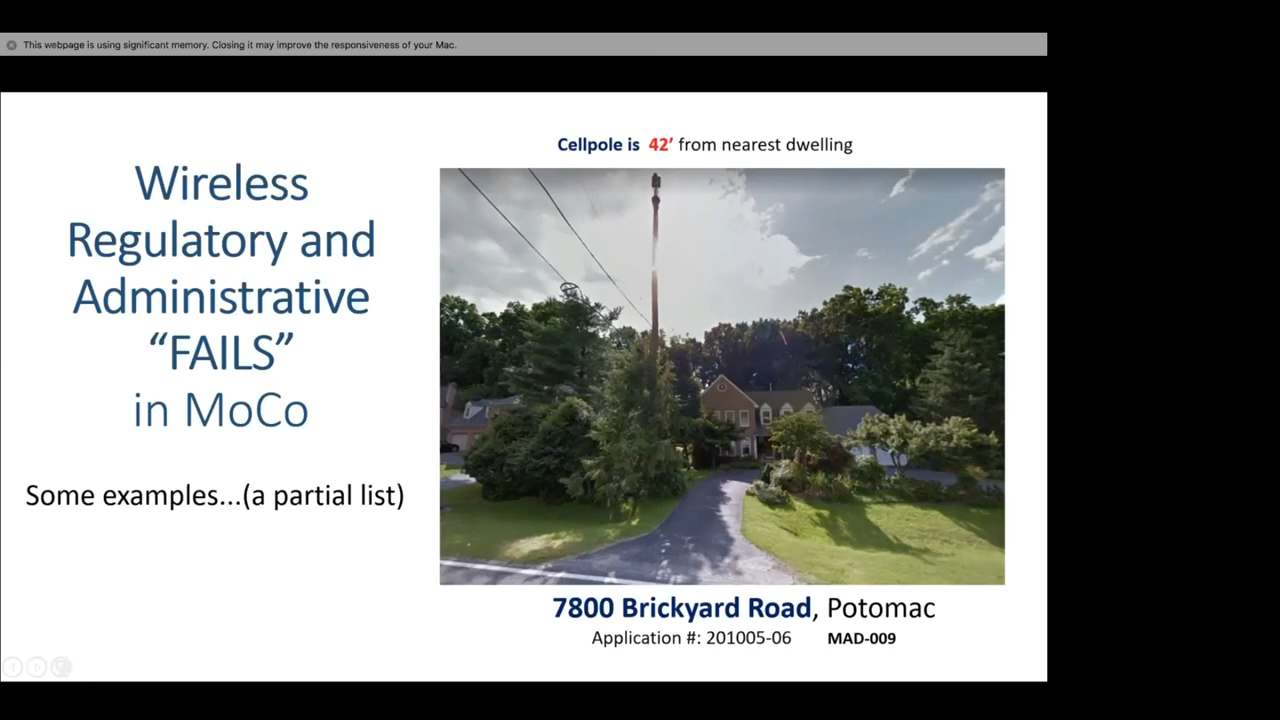 This webpage is using significant memory. Closing it may improve the responsiveness of your Mac.
Wireless
Regulatory and
Administrative
“FAILS”
in MoCo
Some examples...(a partial list)
Cellpole is 42’ from nearest dwelling
7800 Brickyard Road, Potomac
Application #: 201005-06 MAD-009